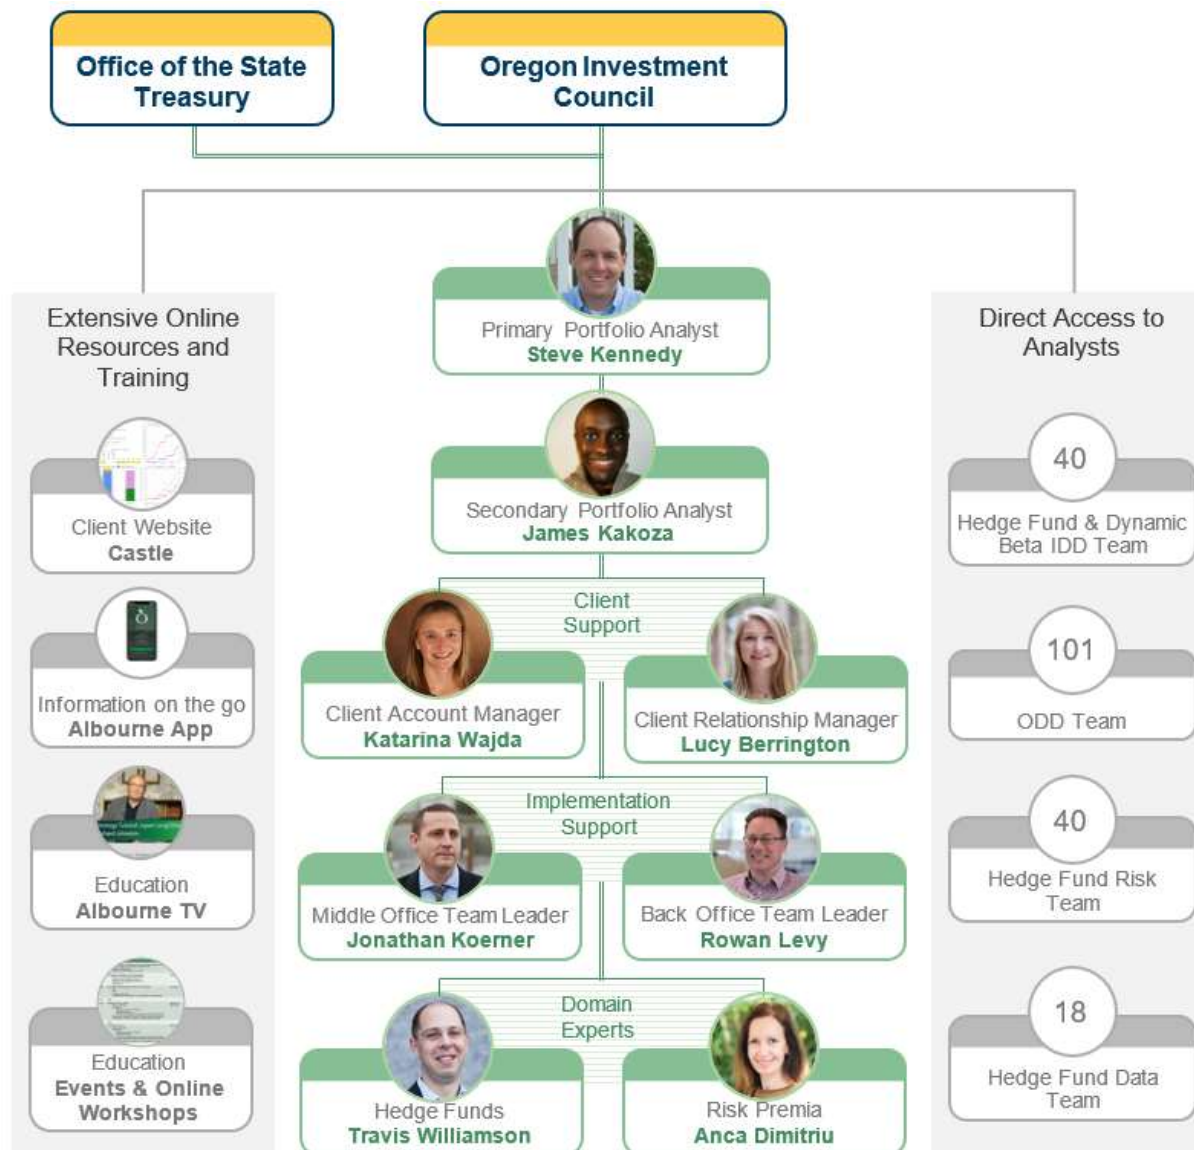 Office of the State
Treasury
Oregon Investment
Council
Extensive Online
Resources and
Training
Client Website
Castle
Information on the go
Albourne App
Education
Albourne TV
Education
Events & Online
Workshops
Primary Portfolio Analyst
Steve Kennedy
Secondary Portfolio Analyst
James Kakoza
Client
Support
Client Account Manager
Katarina Wajda
Client Relationship Manager
Lucy Berrington
Implementation
Support
Middle Office Team Leader
Jonathan Koerner
Back Office Team Leader
Rowan Levy
Domain
Experts
Hedge Funds
Travis Williamson
Risk Premia
Anca Dimitriu
Direct Access to
Analysts
40
Hedge Fund & Dynamic
Beta IDD Team
101
ODD Team
40
Hedge Fund Risk
Team
18
Hedge Fund Data
Team